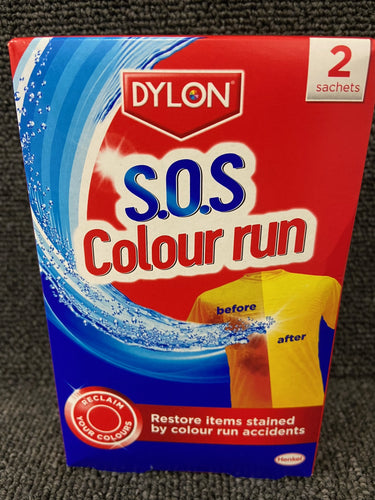 DYLON
2
sachets
S.O.S
Colour run
before
after
RECLAIM
YOUR COLOURS
Restore items stained
by colour run accidents
Henkel